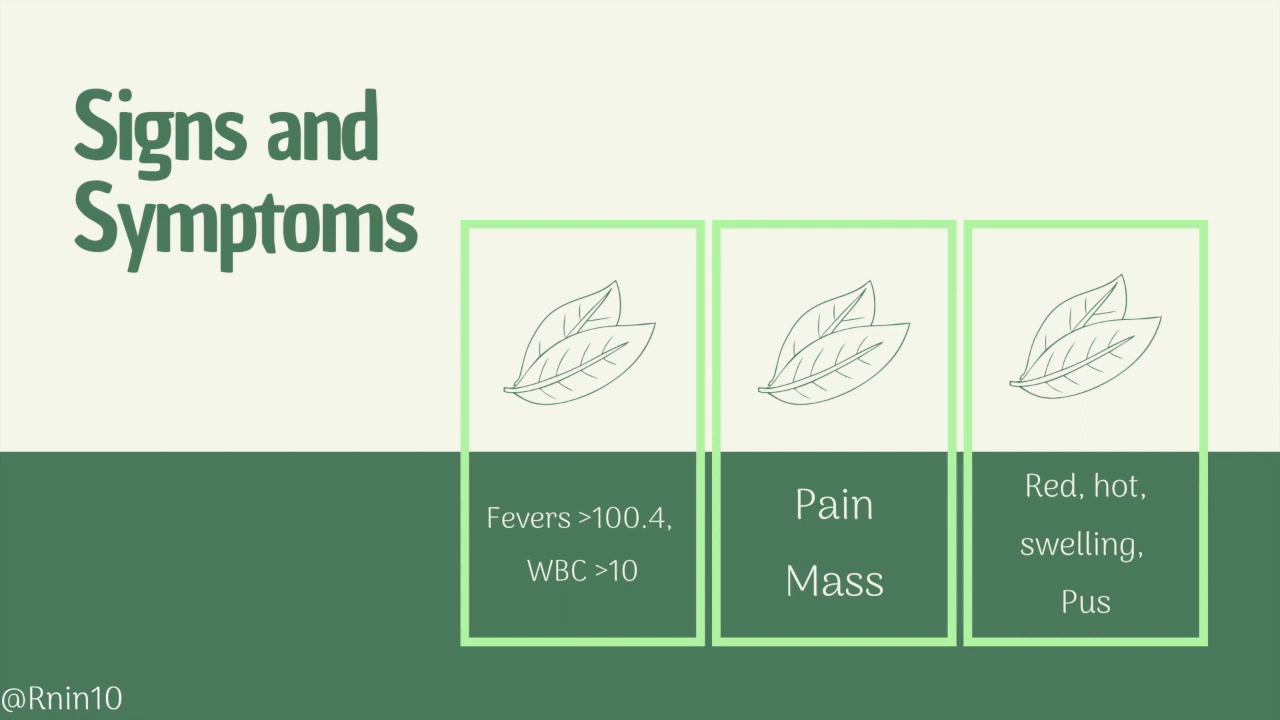 Signs and
Symptoms
Fevers >100.4,
WBC >10
Pain
Mass
Red, hot,
swelling,
Pus
@Rnin10